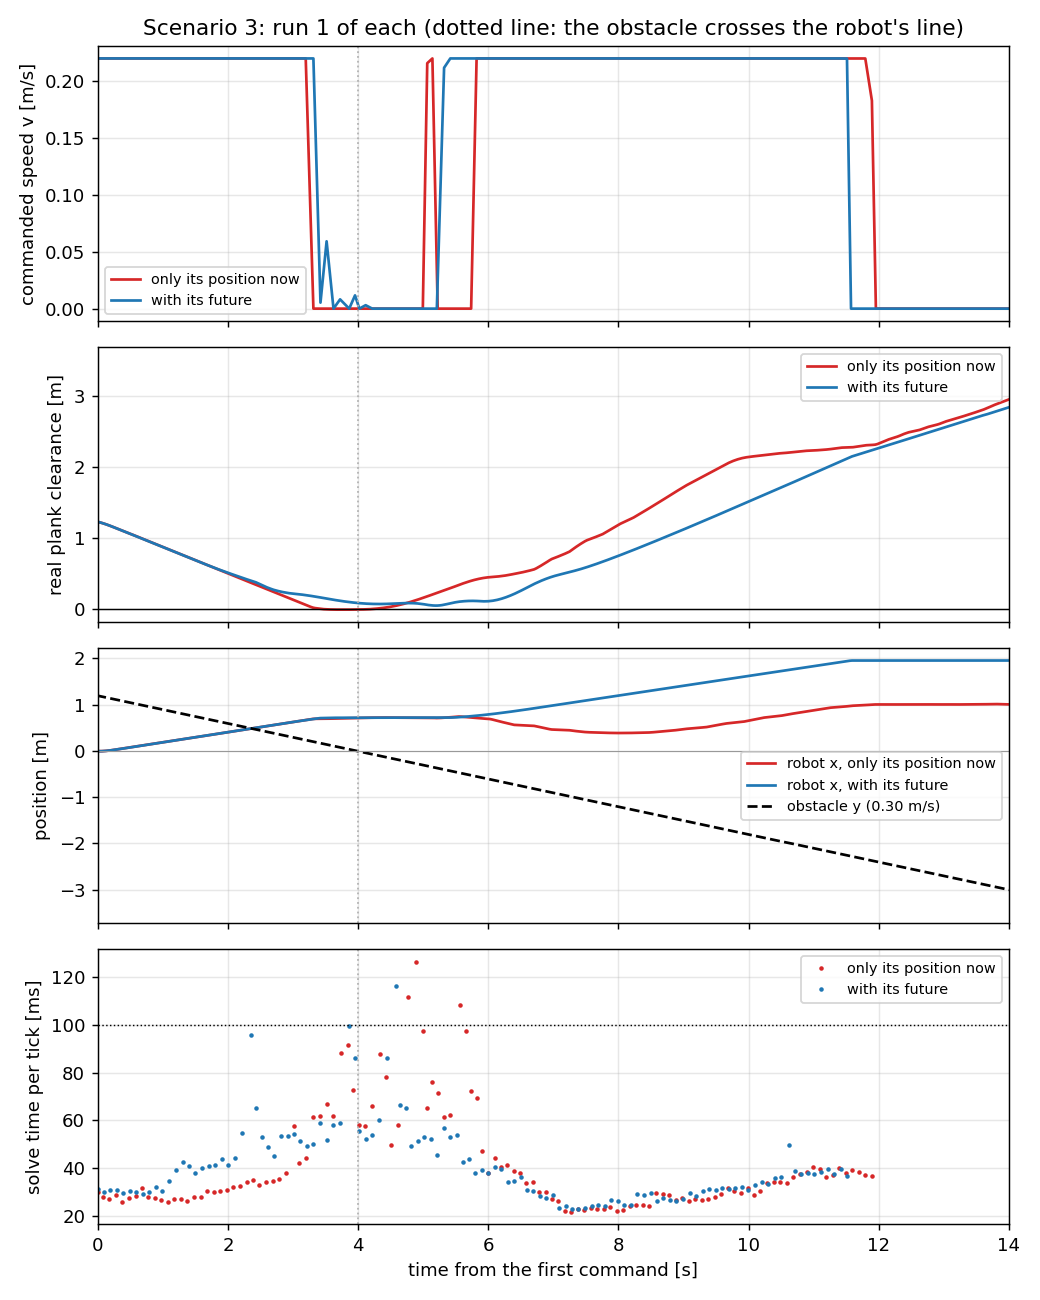 Scenario 3: run 1 of each (dotted line: the obstacle crosses the robot's line)
commanded speed v [m/s]
0.20
0.15
0.10
0.05
0.00
only its position now
with its future
real plank clearance [m]
3
2
1
0
only its position now
with its future
position [m]
2
1
0
−1
−2
−3
robot x, only its position now
robot x, with its future
obstacle y (0.30 m/s)
solve time per tick [ms]
120
100
80
60
40
20
only its position now
with its future
0 2 4 6 8 10 12 14
time from the first command [s]